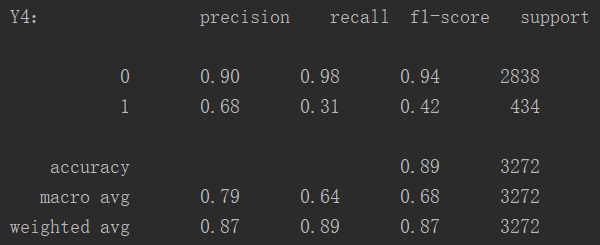 Y4: precision recall f1-score support
0 0.90 0.98 0.94 2838
1 0.68 0.31 0.42 434
accuracy 0.89 3272
macro avg 0.79 0.64 0.68 3272
weighted avg 0.87 0.89 0.87 3272